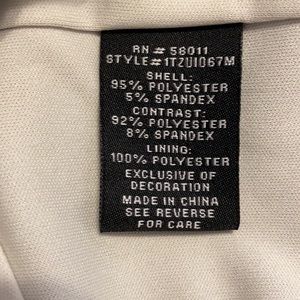 RN # 58011
STYLE#1TZU1067M
SHELL:
95% POLYESTER
5% SPANDEX
CONTRAST:
92% POLYESTER
8% SPANDEX
LINING:
100% POLYESTER
EXCLUSIVE OF
DECORATION
MADE IN CHINA
SEE REVERSE
FOR CARE